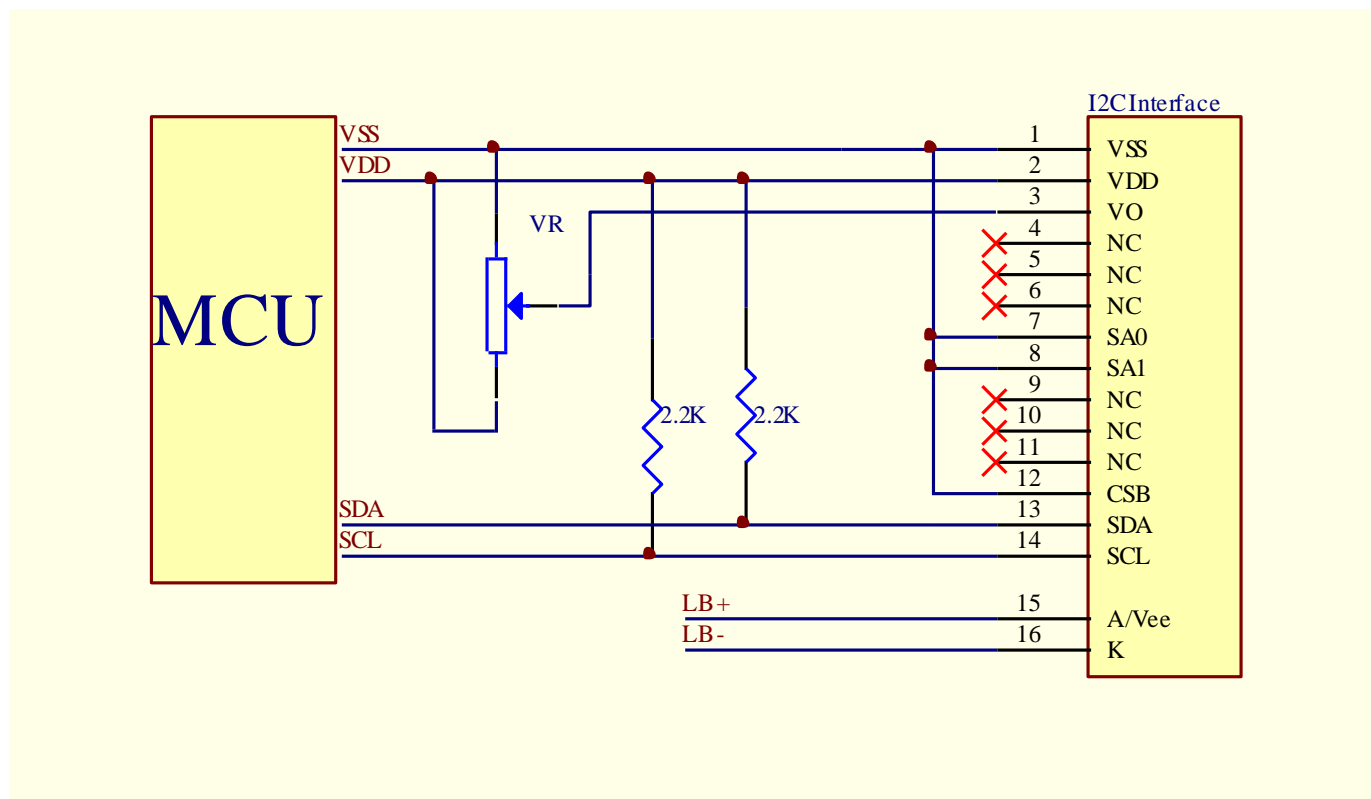 I2CInterface
VSS 1 VSS
VDD 2 VDD
3 VO
VR 4 NC
5 NC
6 NC
MCU
7 SA0
8 SA1
9 NC
2.2K 2.2K 10 NC
11 NC
12 CSB
SDA 13 SDA
SCL 14 SCL
LB+ 15 A/Vee
LB- 16 K